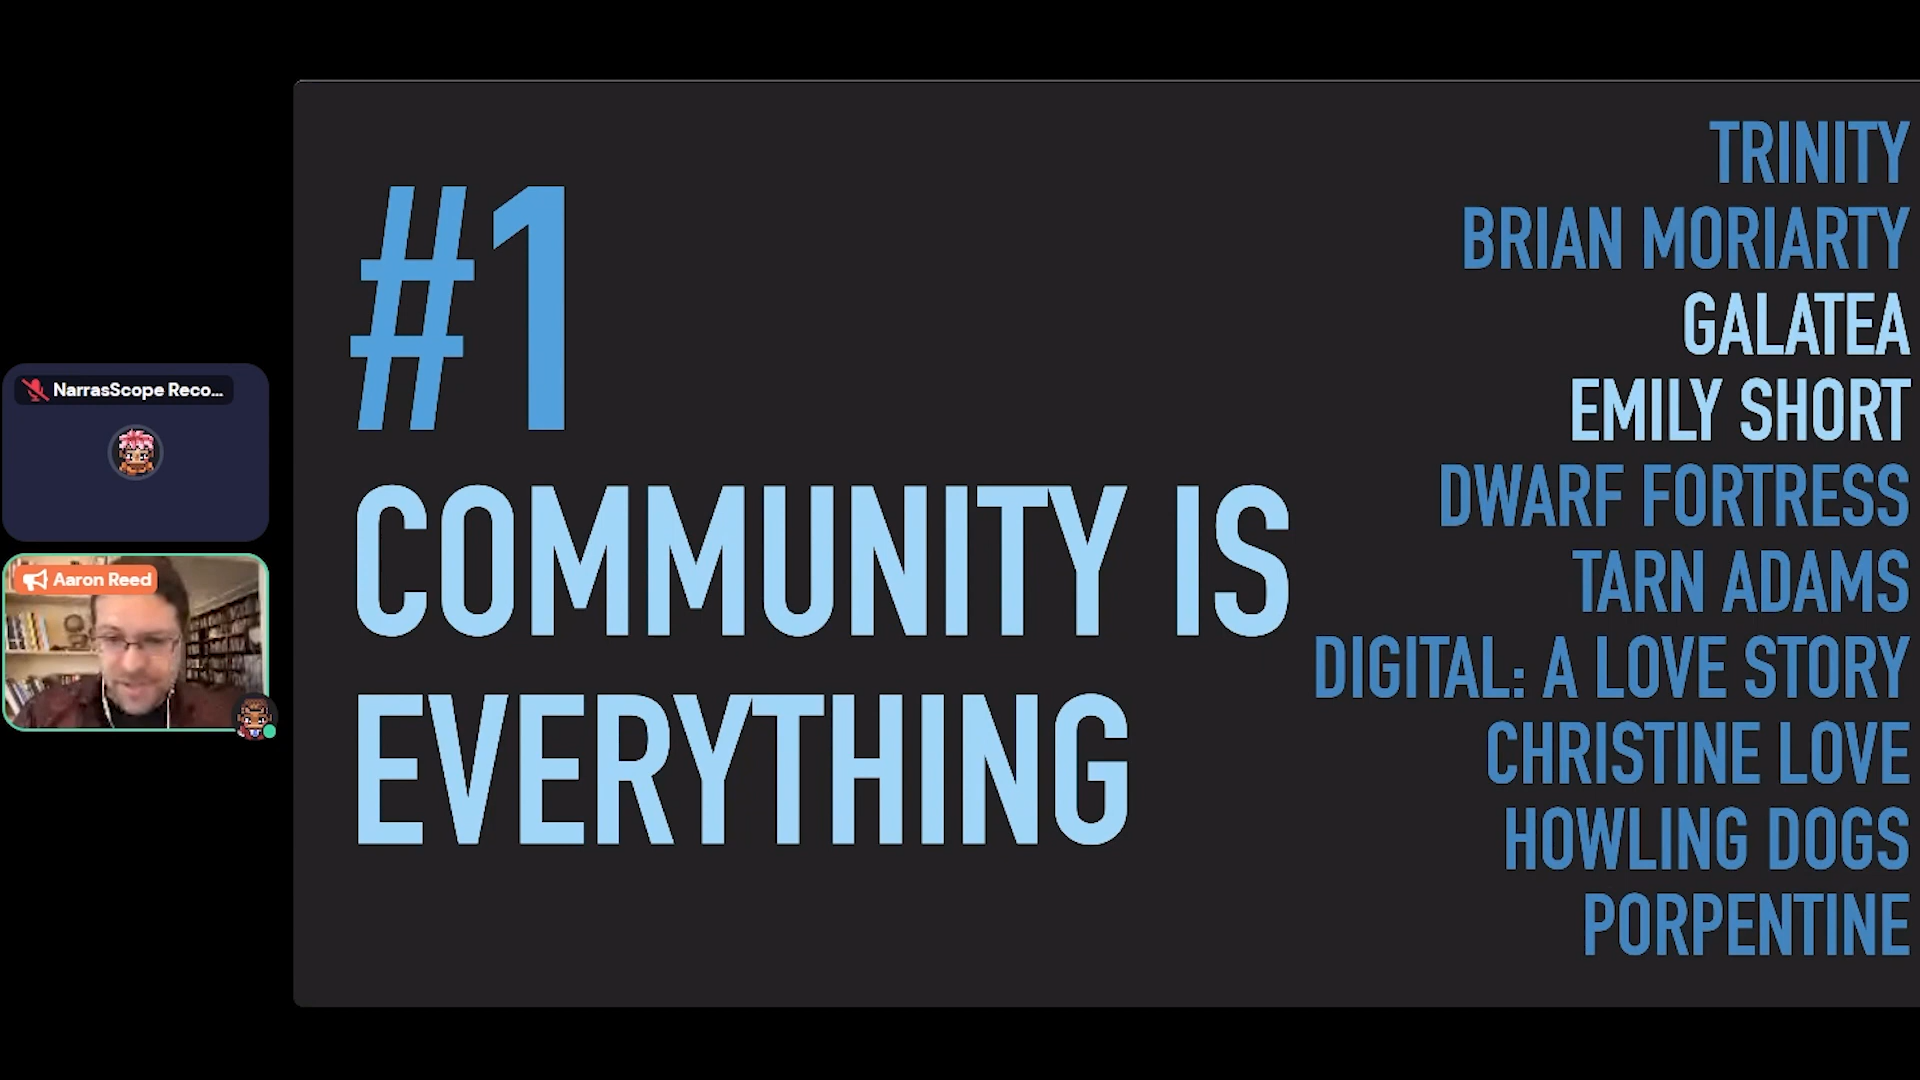 NarrasScope Reco...
Aaron Reed
#1
COMMUNITY IS
EVERYTHING
TRINITY
BRIAN MORIARTY
GALATEA
EMILY SHORT
DWARF FORTRESS
TARN ADAMS
DIGITAL: A LOVE STORY
CHRISTINE LOVE
HOWLING DOGS
PORPENTINE